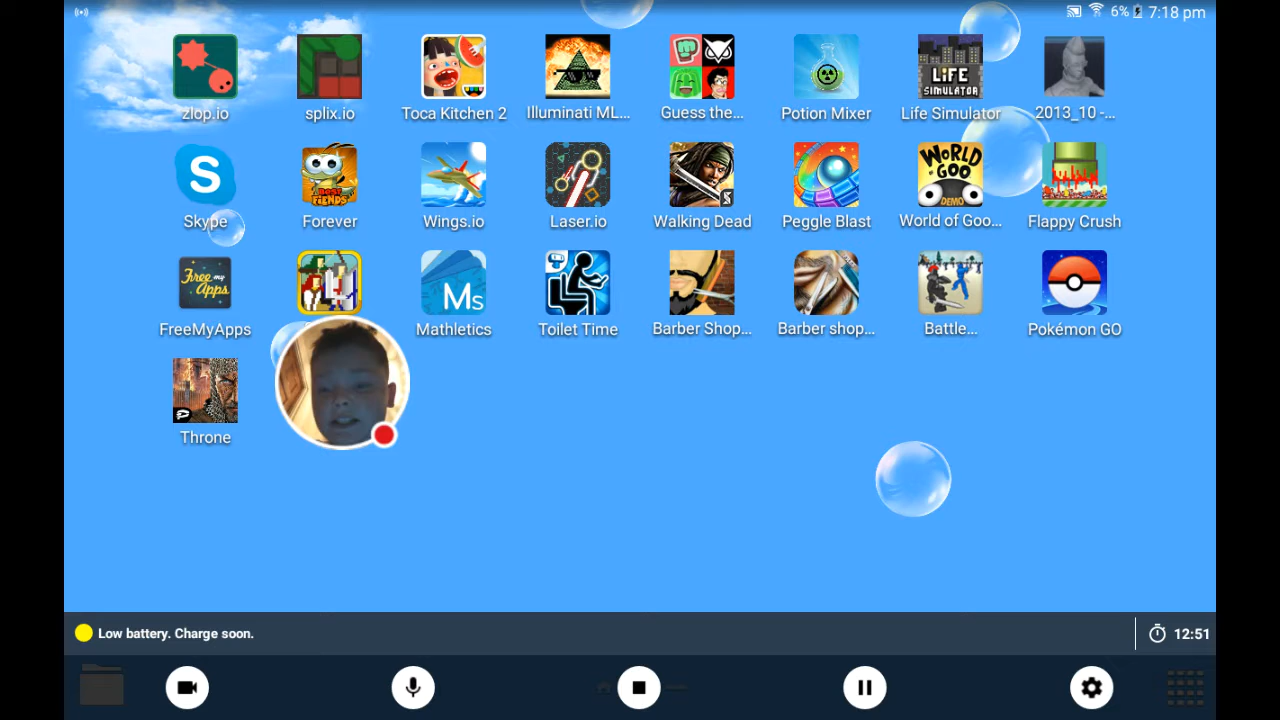 6% 7:18 pm
zlop.io splix.io Toca Kitchen 2 Illuminati ML... Guess the... Potion Mixer Life Simulator 2013_10 -...
LiFE
SIMULATOR
WORLD
OF
GOO
DEMO
BEST
FIENDS
Skype Forever Wings.io Laser.io Walking Dead Peggle Blast World of Goo... Flappy Crush
Free my
Apps
Ms
FreeMyApps Mathletics Toilet Time Barber Shop... Barber shop... Battle... Pokémon GO
Throne
Low battery. Charge soon. 12:51